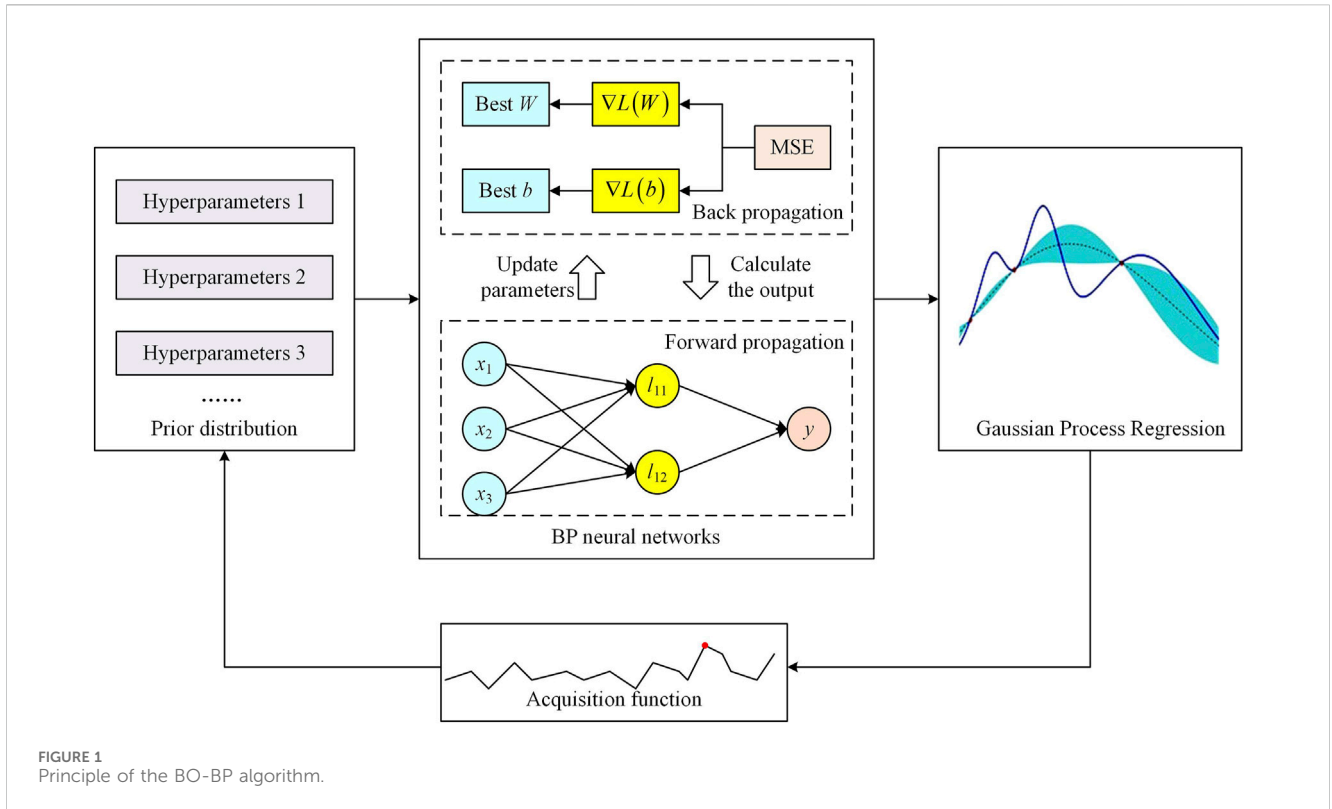 Hyperparameters 1
Hyperparameters 2
Hyperparameters 3
......
Prior distribution
Best W
∇L(W)
MSE
Best b
∇L(b)
Back propagation
Update
parameters
Calculate
the output
Forward propagation
x₁
x₂
x₃
l₁₁
l₁₂
y
BP neural networks
Gaussian Process Regression
Acquisition function
FIGURE 1
Principle of the BO-BP algorithm.